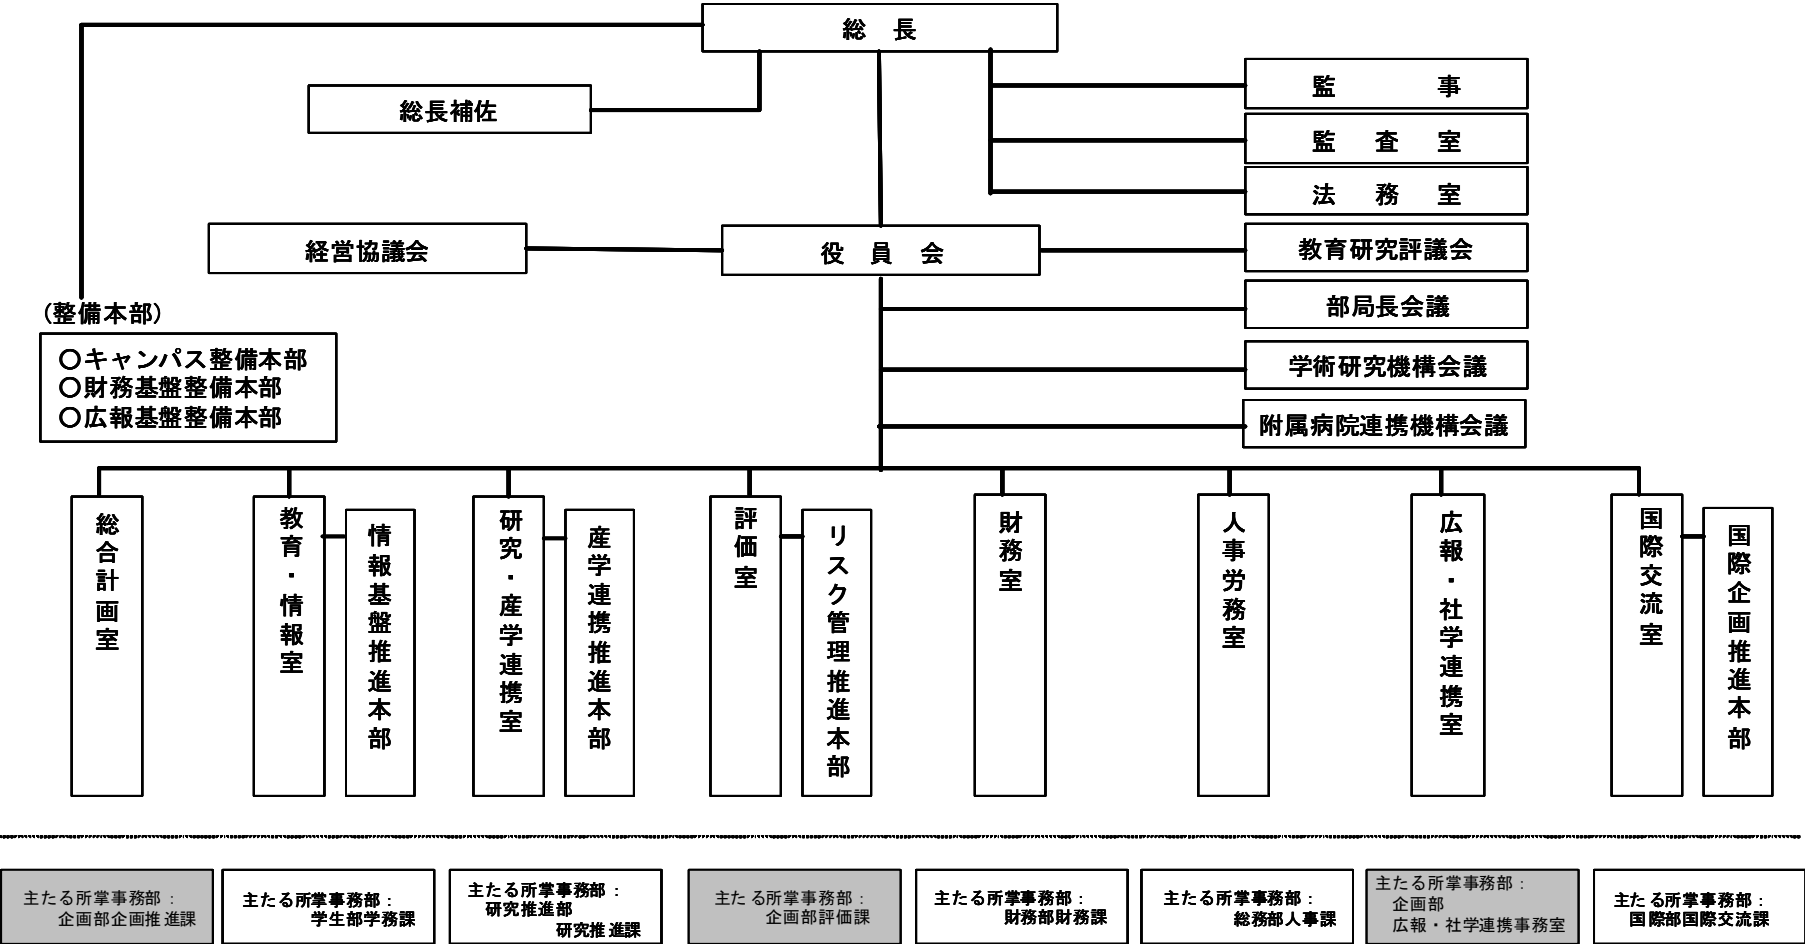 総長
総長補佐
監事
監査室
法務室
経営協議会
役員会
教育研究評議会
部局長会議
学術研究機構会議
附属病院連携機構会議
(整備本部)
○キャンパス整備本部
○財務基盤整備本部
○広報基盤整備本部
総合計画室
教育・情報室
情報基盤推進本部
研究・産学連携室
産学連携推進本部
評価室
リスク管理推進本部
財務室
人事労務室
広報・社学連携室
国際交流室
国際企画推進本部
主たる所掌事務部:
企画部企画推進課
主たる所掌事務部:
学生部学務課
主たる所掌事務部:
研究推進部
研究推進課
主たる所掌事務部:
企画部評価課
主たる所掌事務部:
財務部財務課
主たる所掌事務部:
総務部人事課
主たる所掌事務部:
企画部
広報・社学連携事務室
主たる所掌事務部:
国際部国際交流課